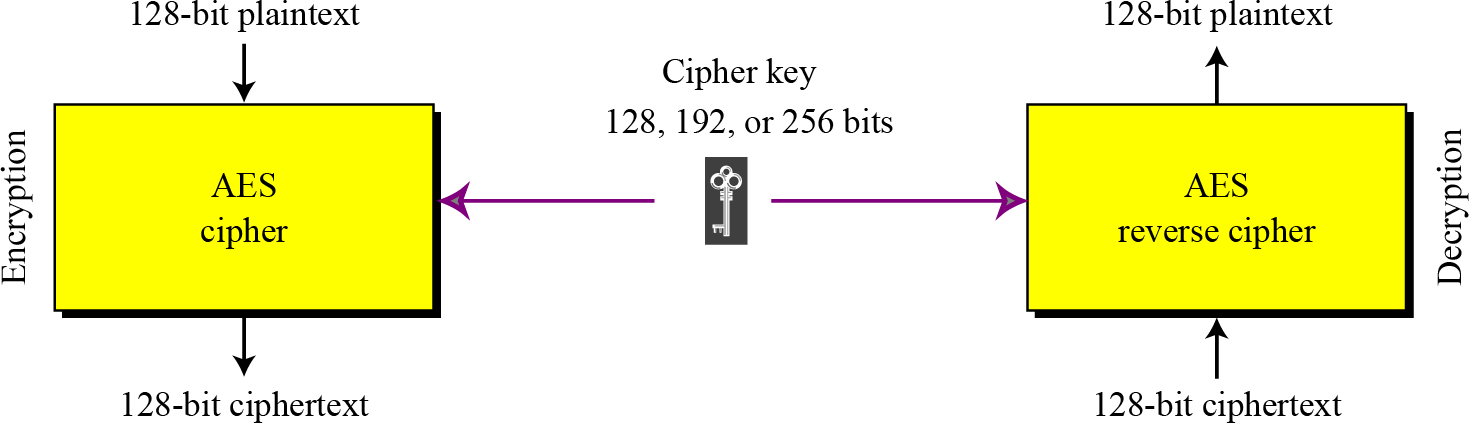 128-bit plaintext
Encryption
AES
cipher
128-bit ciphertext
Cipher key
128, 192, or 256 bits
128-bit plaintext
AES
reverse cipher
Decryption
128-bit ciphertext